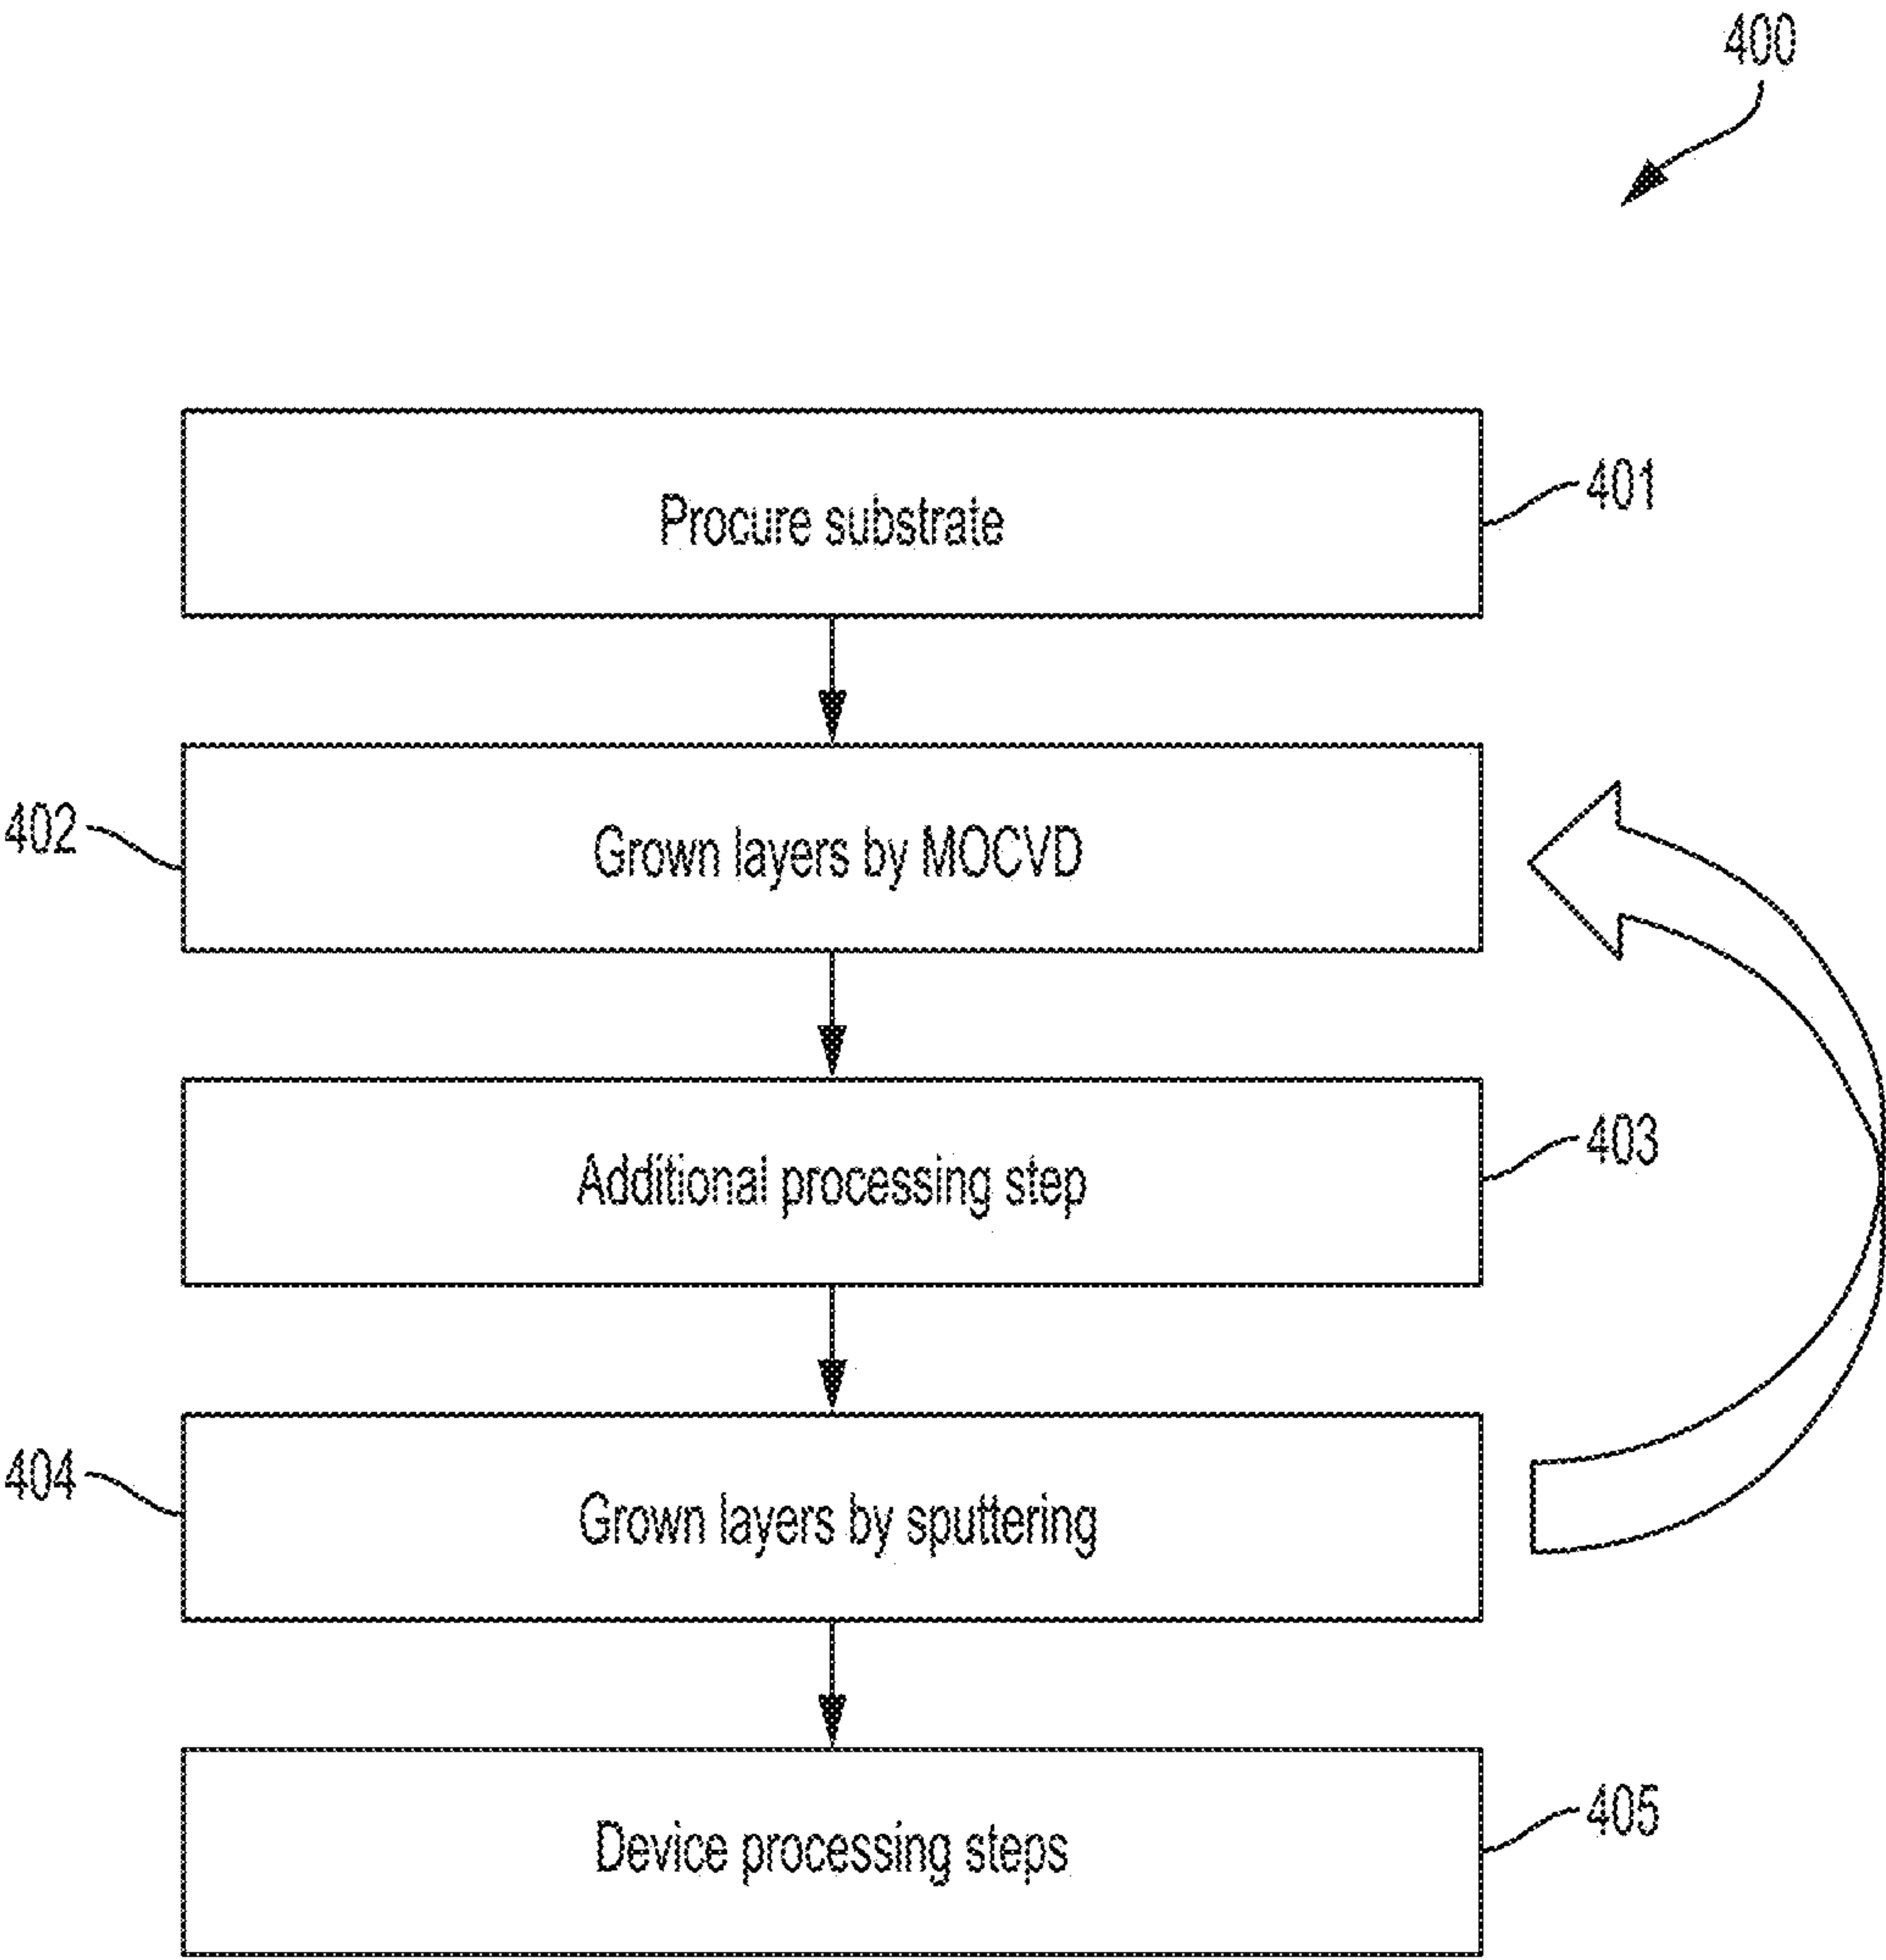 400
Procure substrate
401
402
Grown layers by MOCVD
Additional processing step
403
404
Grown layers by sputtering
Device processing steps
405